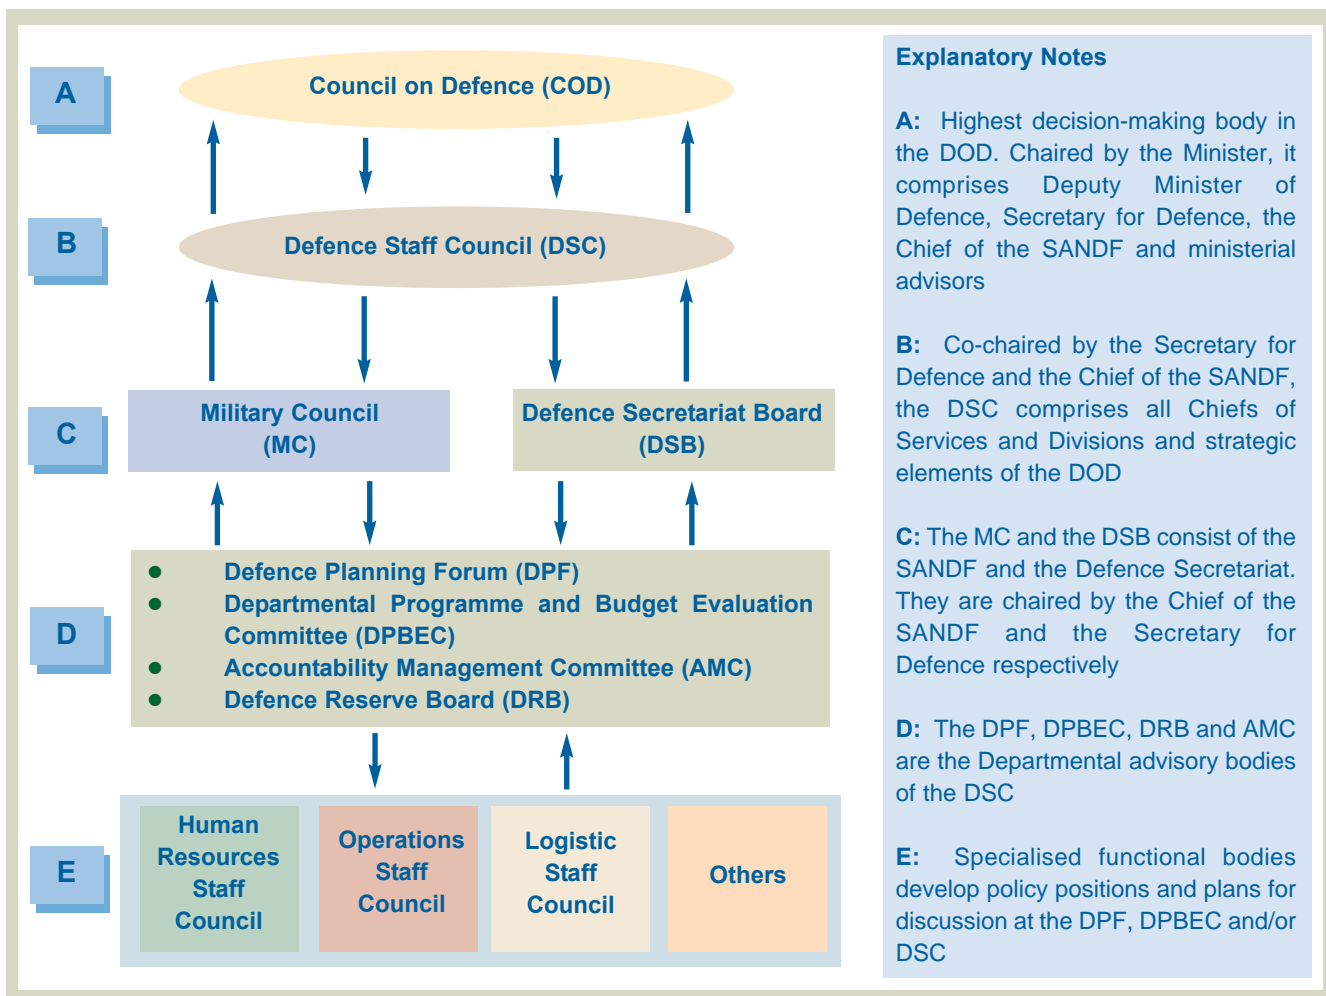 A
Council on Defence (COD)
B
Defence Staff Council (DSC)
C
Military Council
(MC)
Defence Secretariat Board
(DSB)
D
● Defence Planning Forum (DPF)
● Departmental Programme and Budget Evaluation
Committee (DPBEC)
● Accountability Management Committee (AMC)
● Defence Reserve Board (DRB)
E
Human
Resources
Staff
Council
Operations
Staff
Council
Logistic
Staff
Council
Others
Explanatory Notes
A: Highest decision-making body in
the DOD. Chaired by the Minister, it
comprises Deputy Minister of
Defence, Secretary for Defence, the
Chief of the SANDF and ministerial
advisors
B: Co-chaired by the Secretary for
Defence and the Chief of the SANDF,
the DSC comprises all Chiefs of
Services and Divisions and strategic
elements of the DOD
C: The MC and the DSB consist of the
SANDF and the Defence Secretariat.
They are chaired by the Chief of the
SANDF and the Secretary for
Defence respectively
D: The DPF, DPBEC, DRB and AMC
are the Departmental advisory bodies
of the DSC
E: Specialised functional bodies
develop policy positions and plans for
discussion at the DPF, DPBEC and/or
DSC